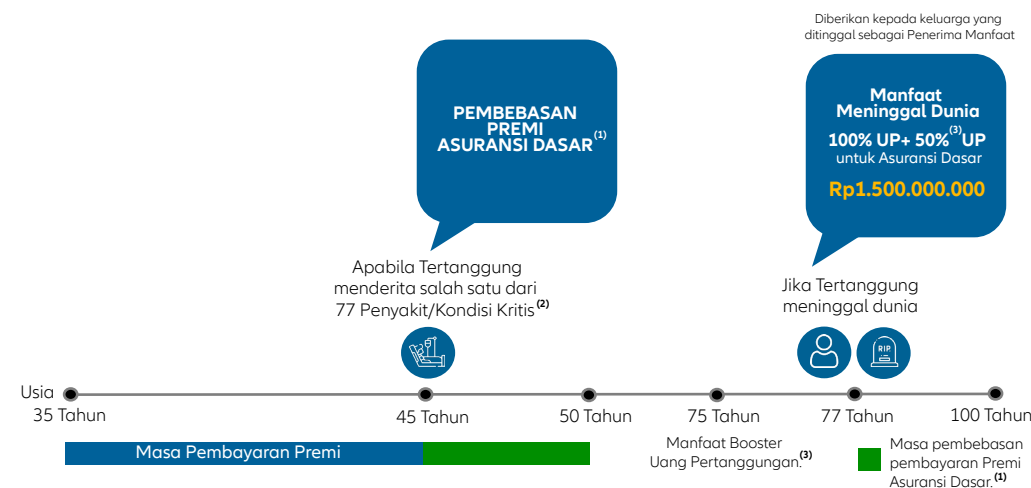 Diberikan kepada keluarga yang
ditinggal sebagai Penerima Manfaat
PEMBEBASAN
PREMI
ASURANSI DASAR(1)
Manfaat
Meninggal Dunia
100% UP+ 50%(3)UP
untuk Asuransi Dasar
Rp1.500.000.000
Apabila Tertanggung
menderita salah satu dari
77 Penyakit/Kondisi Kritis(2)
Jika Tertanggung
meninggal dunia
RIP
Usia
35 Tahun
45 Tahun
50 Tahun
75 Tahun
77 Tahun
100 Tahun
Masa Pembayaran Premi
Manfaat Booster
Uang Pertanggungan.(3)
Masa pembebasan
pembayaran Premi
Asuransi Dasar.(1)